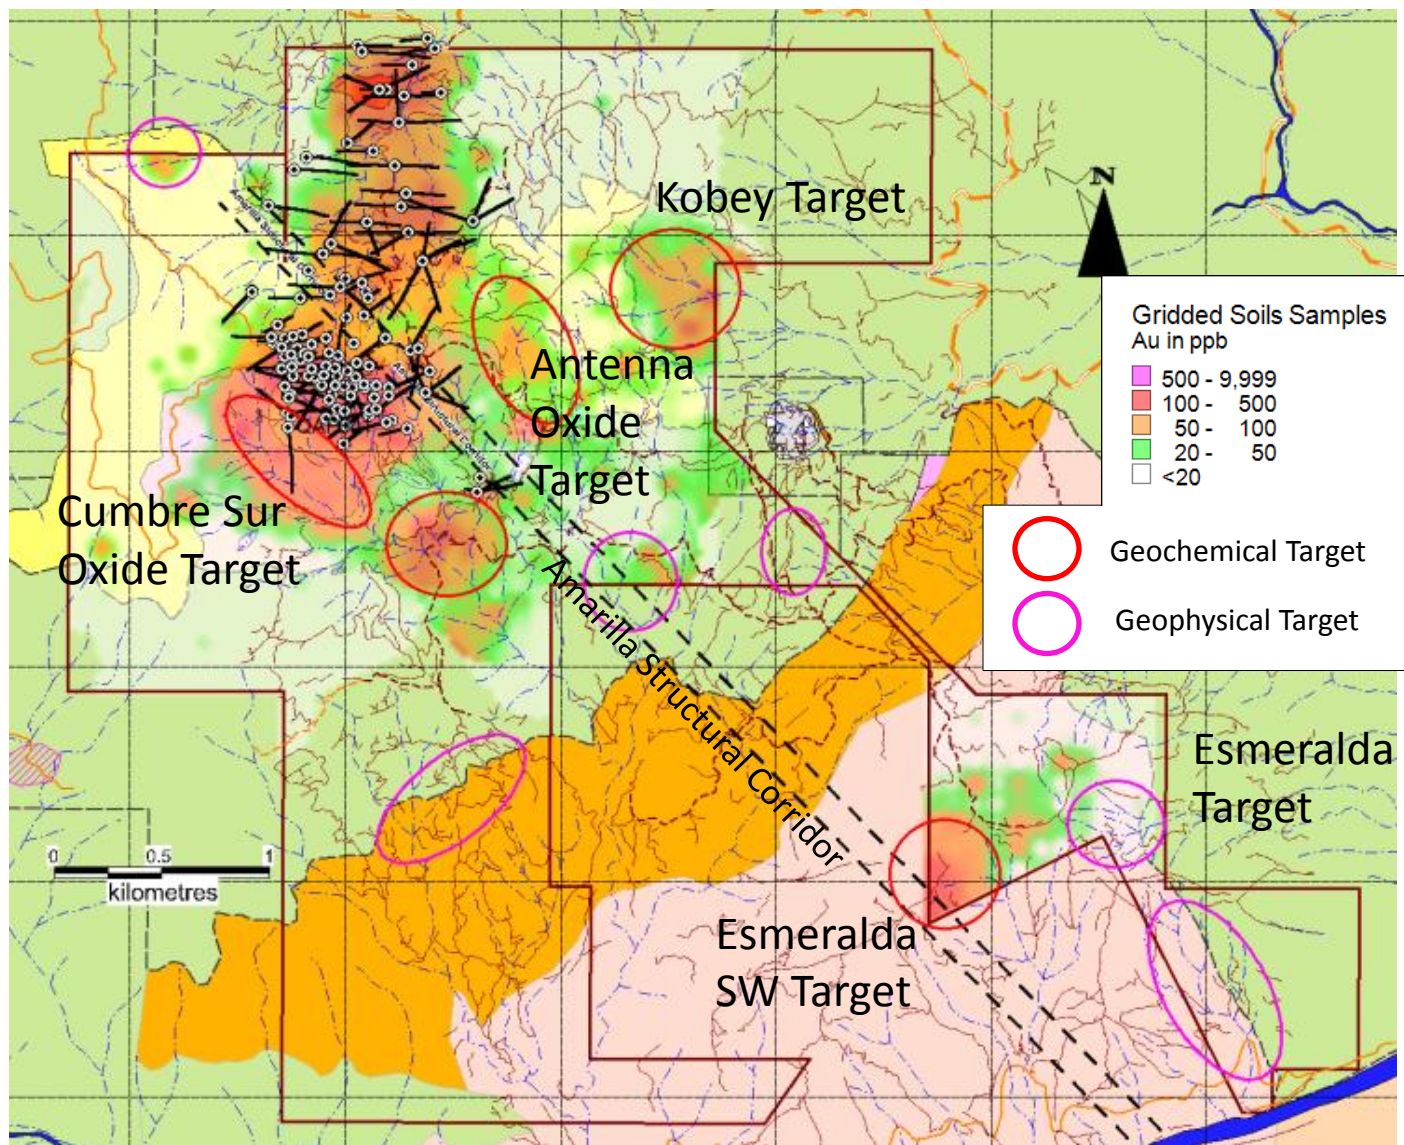 Kobey Target
N
Gridded Soils Samples
Au in ppb
500 - 9,999
100 - 500
50 - 100
20 - 50
<20
Antenna
Oxide
Target
Cumbre Sur
Oxide Target
Geochemical Target
Geophysical Target
Amarilla Structural Corridor
Esmeralda
Target
0 0.5 1
kilometres
Esmeralda
SW Target